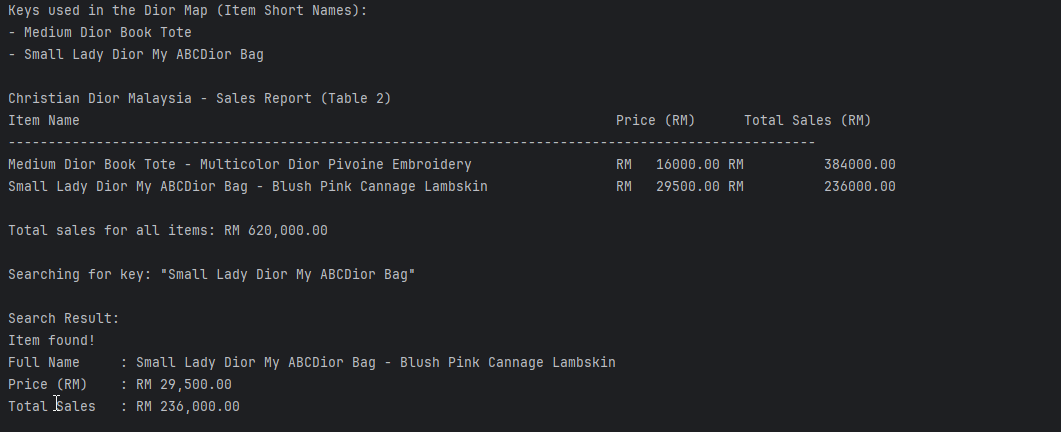 Keys used in the Dior Map (Item Short Names):
- Medium Dior Book Tote
- Small Lady Dior My ABCDior Bag
Christian Dior Malaysia - Sales Report (Table 2)
Item Name Price (RM) Total Sales (RM)
-----------------------------------------------------------------------------------------------------
Medium Dior Book Tote - Multicolor Dior Pivoine Embroidery RM 16000.00 RM 384000.00
Small Lady Dior My ABCDior Bag - Blush Pink Cannage Lambskin RM 29500.00 RM 236000.00
Total sales for all items: RM 620,000.00
Searching for key: "Small Lady Dior My ABCDior Bag"
Search Result:
Item found!
Full Name : Small Lady Dior My ABCDior Bag - Blush Pink Cannage Lambskin
Price (RM) : RM 29,500.00
Total Sales : RM 236,000.00